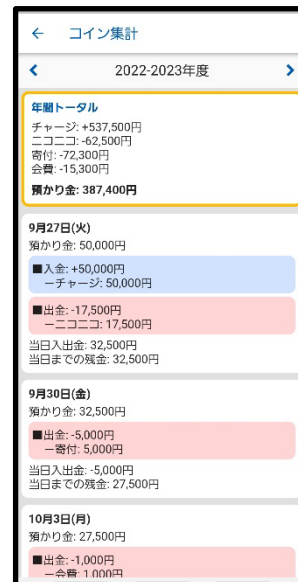 ← コイン集計
< 2022-2023年度 >
年間トータル
チャージ: +537,500円
ニコニコ: -62,500円
寄付: -72,300円
会費: -15,300円
預かり金: 387,400円
9月27日(火)
預かり金: 50,000円
■入金: +50,000円
ーチャージ: 50,000円
■出金: -17,500円
ーニコニコ: 17,500円
当日入出金: 32,500円
当日までの残金: 32,500円
9月30日(金)
預かり金: 32,500円
■出金: -5,000円
ー寄付: 5,000円
当日入出金: -5,000円
当日までの残金: 27,500円
10月3日(月)
預かり金: 27,500円
■出金: -1,000円
ー会費: 1,000円